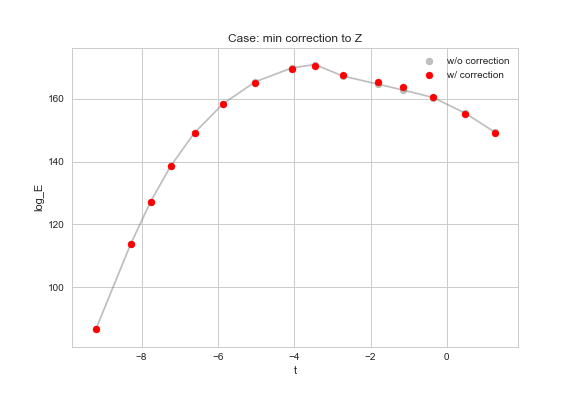 Case: min correction to Z
w/o correction
w/ correction
160
140
120
100
log_E
−8
−6
−4
−2
0
t